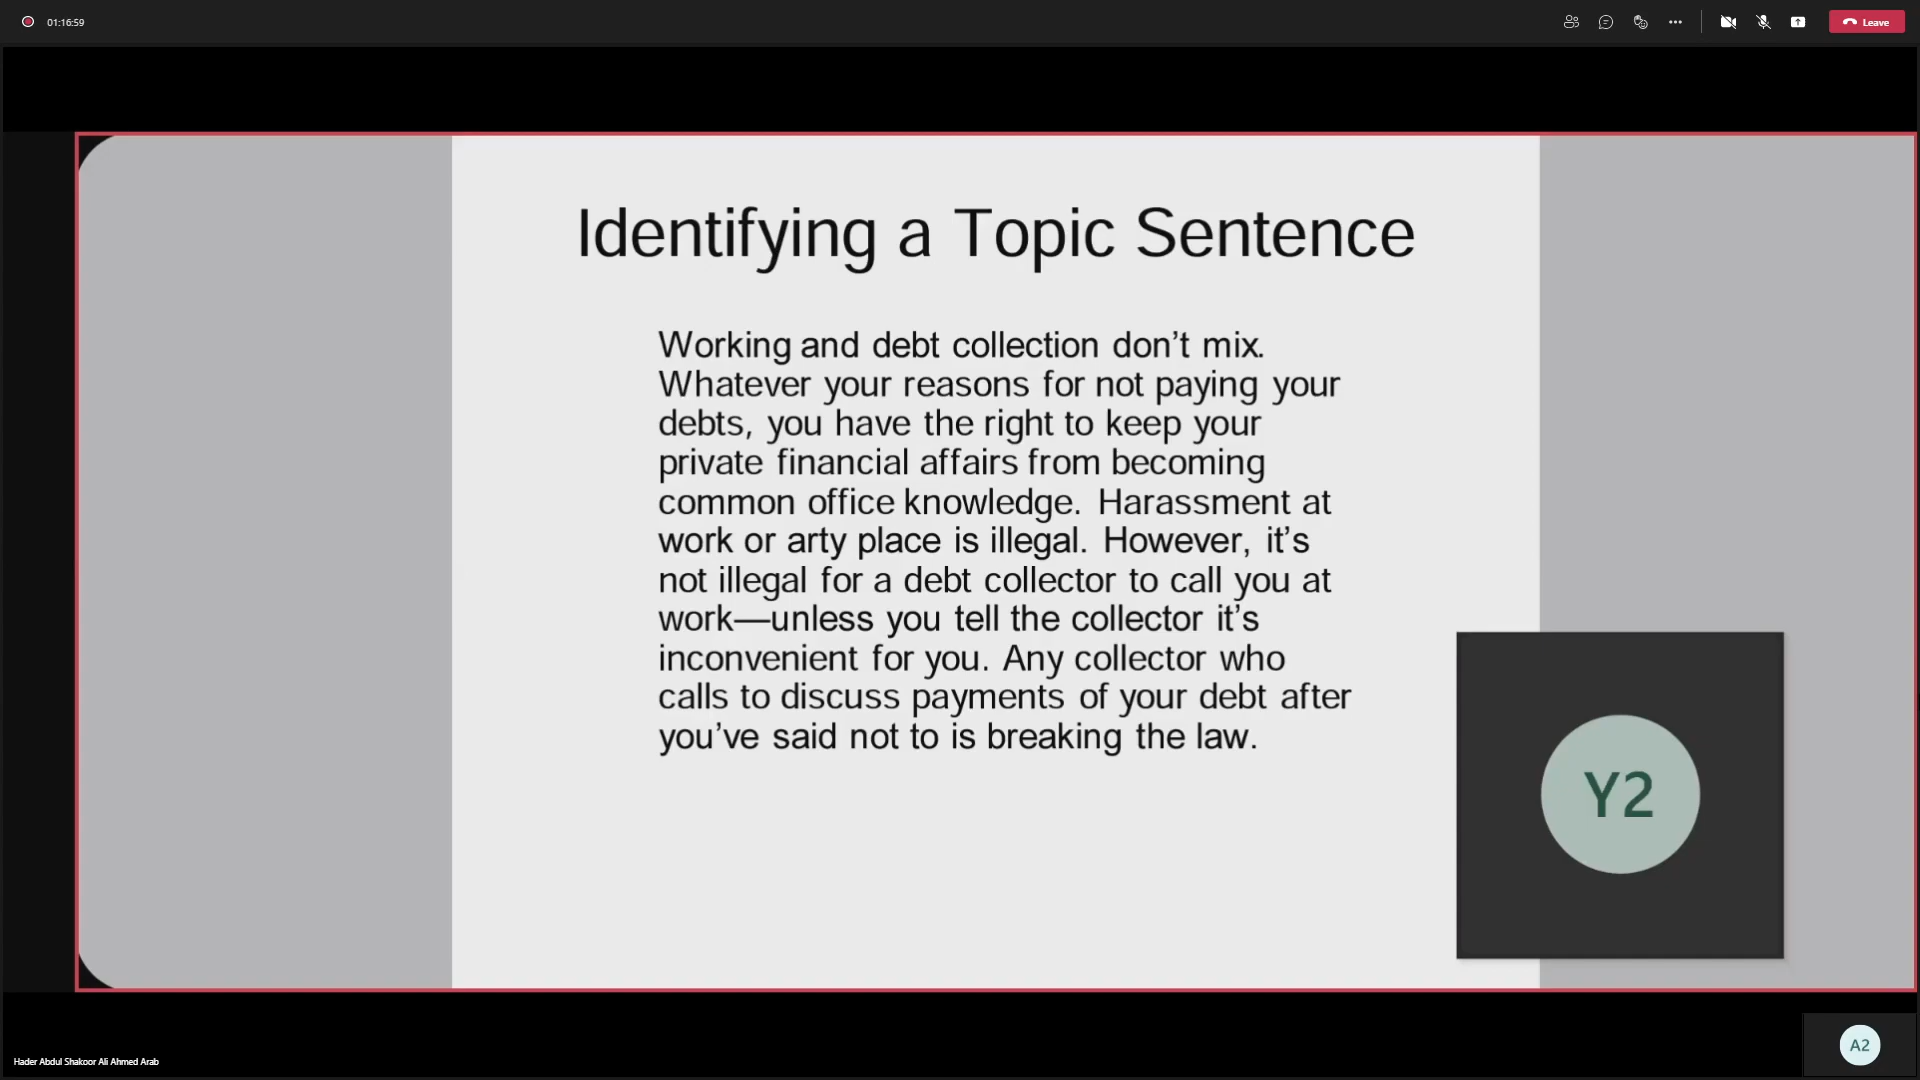 01:16:59
Leave
Identifying a Topic Sentence
Working and debt collection don’t mix.
Whatever your reasons for not paying your
debts, you have the right to keep your
private financial affairs from becoming
common office knowledge. Harassment at
work or arty place is illegal. However, it’s
not illegal for a debt collector to call you at
work—unless you tell the collector it’s
inconvenient for you. Any collector who
calls to discuss payments of your debt after
you’ve said not to is breaking the law.
Y2
A2
Hader Abdul Shakoor Ali Ahmed Arab